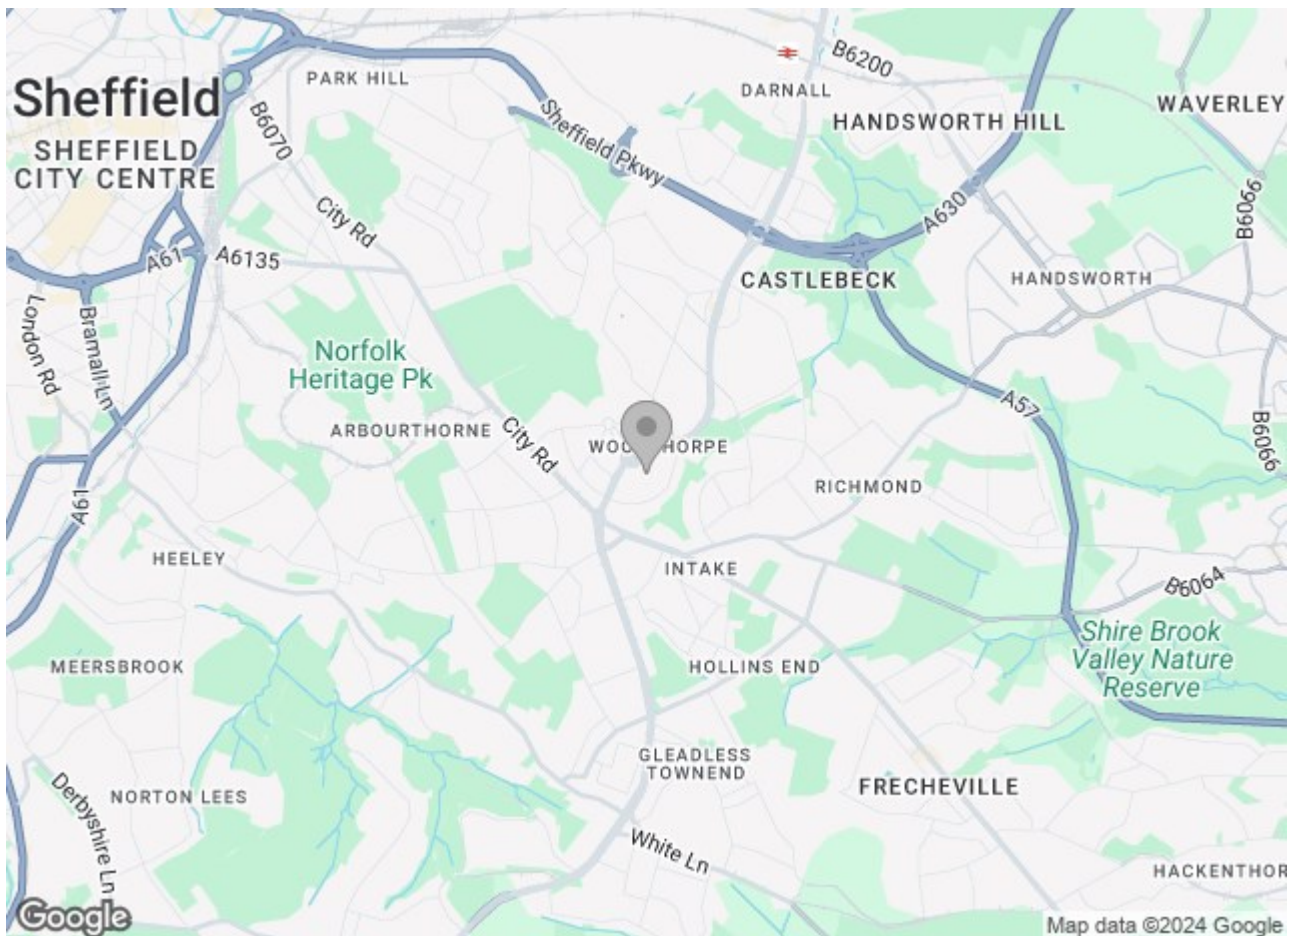 PARK HILL
B6200
DARNALL
Sheffield
WAVERLEY
HANDSWORTH HILL
B6070
Sheffield Pkwy
SHEFFIELD
CITY CENTRE
City Rd
A630
B6066
A61
A6135
CASTLEBECK
HANDSWORTH
London Rd
Bramall Ln
Norfolk
Heritage Pk
A57
ARBOURTHORNE
City Rd
B6066
RICHMOND
A61
HEELEY
INTAKE
B6064
Shire Brook
Valley Nature
Reserve
MEERSBROOK
HOLLINS END
GLEADLESS
TOWNEND
Derbyshire Ln
NORTON LEES
FRECHEVILLE
White Ln
HACKENTHOR
Google
Map data ©2024 Google